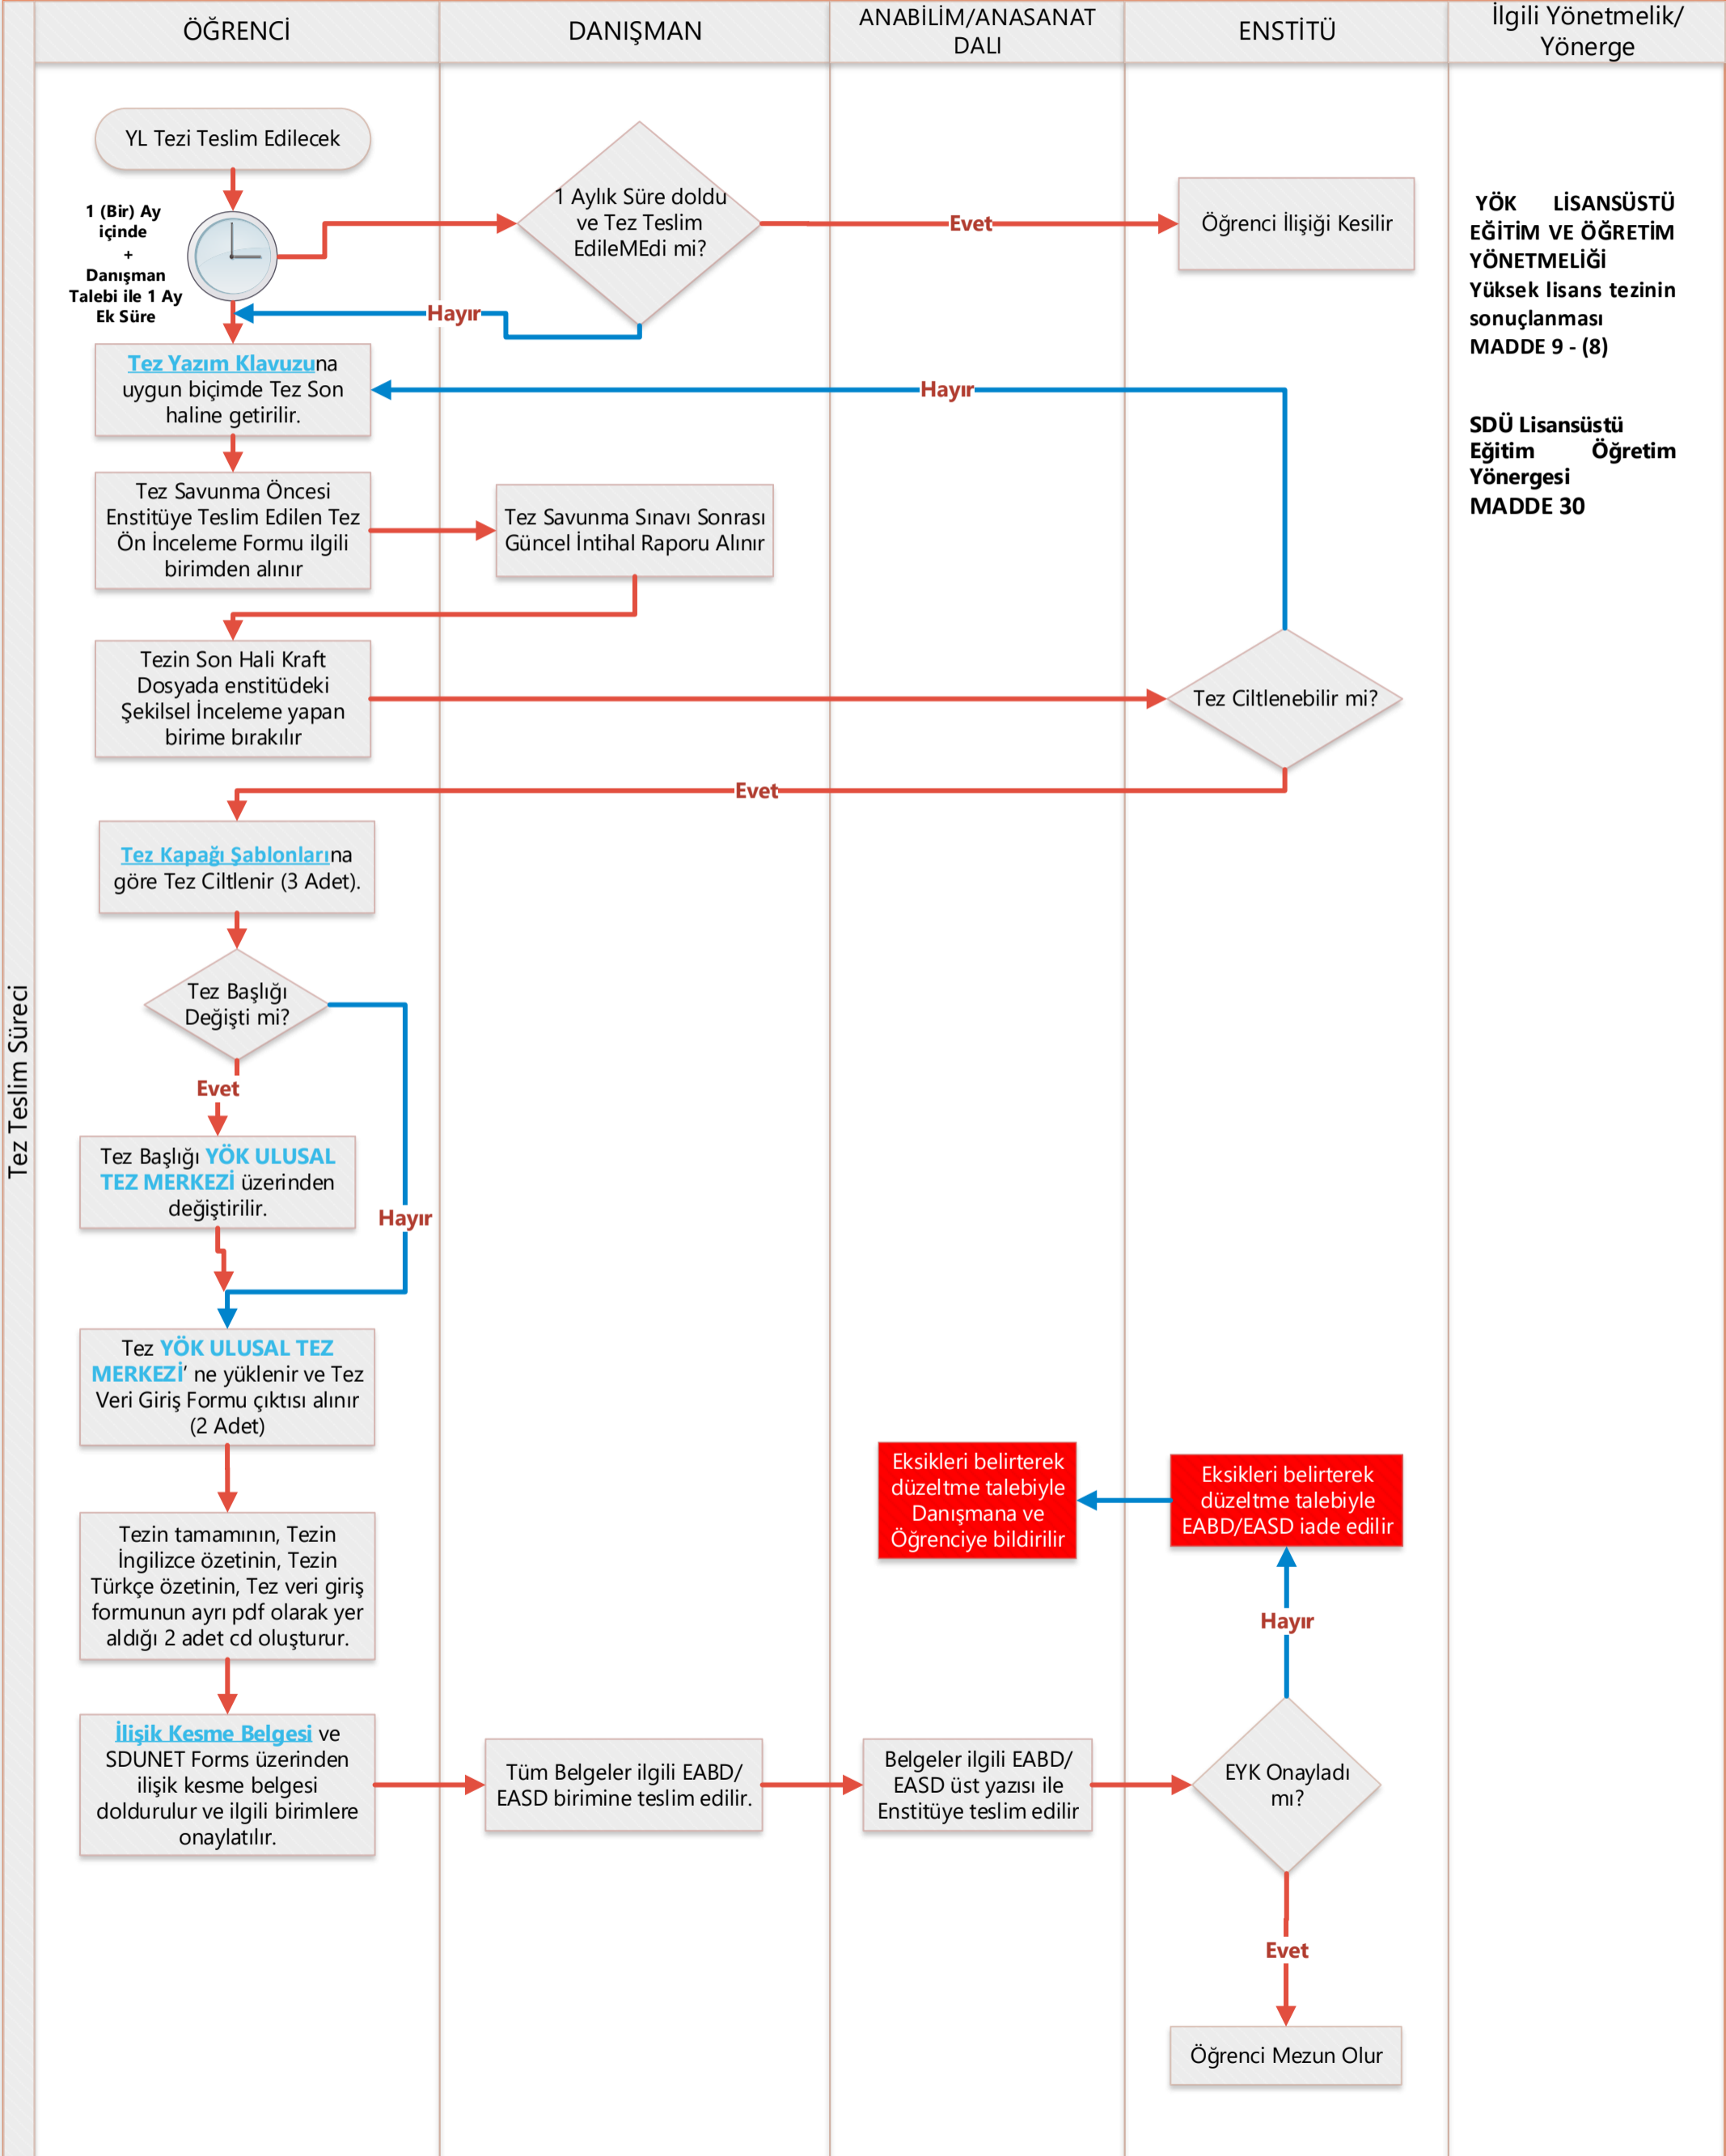 ÖĞRENCİ
DANIŞMAN
ANABİLİM/ANASANAT
DALI
ENSTİTÜ
İlgili Yönetmelik/
Yönerge
Tez Teslim Süreci
YL Tezi Teslim Edilecek
1 (Bir) Ay
içinde
+
Danışman
Talebi ile 1 Ay
Ek Süre
1 Aylık Süre doldu
ve Tez Teslim
EdileMEdi mi?
Evet
Öğrenci İlişiği Kesilir
Hayır
YÖK LİSANSÜSTÜ
EĞİTİM VE ÖĞRETİM
YÖNETMELİĞİ
Yüksek lisans tezinin
sonuçlanması
MADDE 9 - (8)
SDÜ Lisansüstü
Eğitim Öğretim
Yönergesi
MADDE 30
Tez Yazım Klavuzuna
uygun biçimde Tez Son
haline getirilir.
Hayır
Tez Savunma Öncesi
Enstitüye Teslim Edilen Tez
Ön İnceleme Formu ilgili
birimden alınır
Tez Savunma Sınavı Sonrası
Güncel İntihal Raporu Alınır
Tezin Son Hali Kraft
Dosyada enstitüdeki
Şekilsel İnceleme yapan
birime bırakılır
Tez Ciltlenebilir mi?
Evet
Tez Kapağı Şablonlarına
göre Tez Ciltlenir (3 Adet).
Tez Başlığı
Değişti mi?
Evet
Tez Başlığı YÖK ULUSAL
TEZ MERKEZİ üzerinden
değiştirilir.
Hayır
Tez YÖK ULUSAL TEZ
MERKEZİ’ ne yüklenir ve Tez
Veri Giriş Formu çıktısı alınır
(2 Adet)
Tezin tamamının, Tezin
İngilizce özetinin, Tezin
Türkçe özetinin, Tez veri giriş
formunun ayrı pdf olarak yer
aldığı 2 adet cd oluşturur.
Eksikleri belirterek
düzeltme talebiyle
Danışmana ve
Öğrenciye bildirilir
Eksikleri belirterek
düzeltme talebiyle
EABD/EASD iade edilir
Hayır
İlişik Kesme Belgesi ve
SDUNET Forms üzerinden
ilişik kesme belgesi
doldurulur ve ilgili birimlere
onaylatılır.
Tüm Belgeler ilgili EABD/
EASD birimine teslim edilir.
Belgeler ilgili EABD/
EASD üst yazısı ile
Enstitüye teslim edilir
EYK Onayladı
mı?
Evet
Öğrenci Mezun Olur